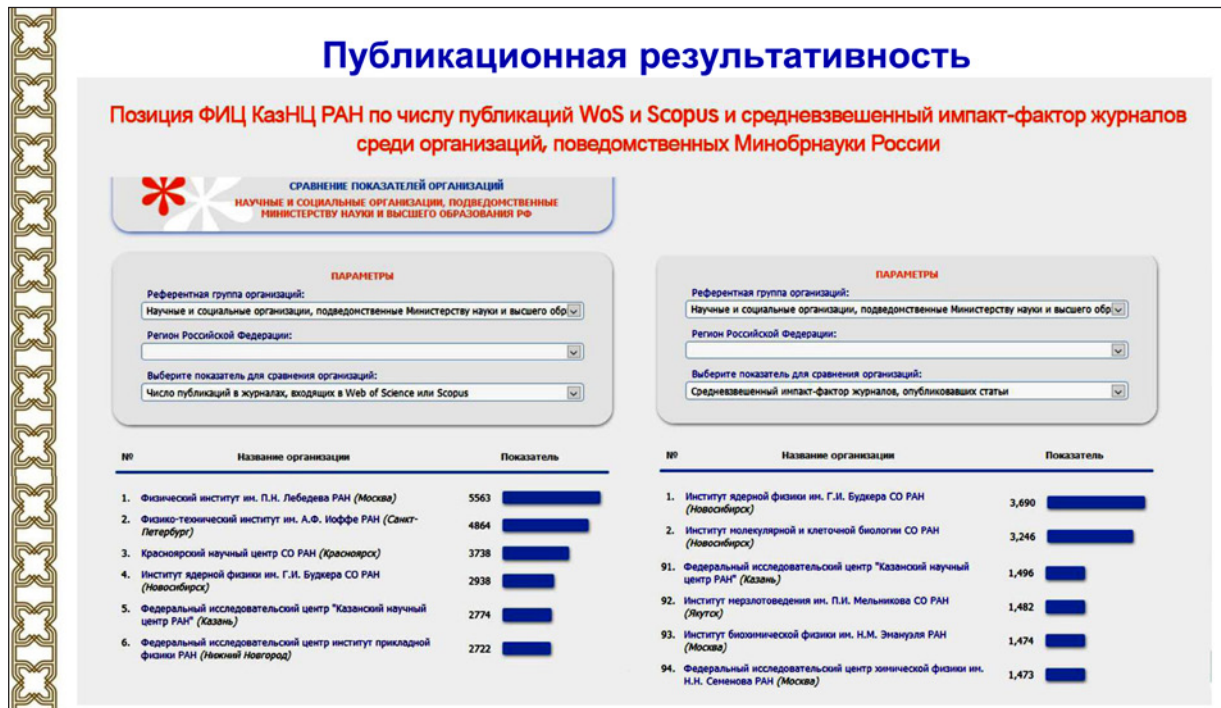 Публикационная результативность
Позиция ФИЦ КазНЦ РАН по числу публикаций WoS и Scopus и средневзвешенный импакт-фактор журналов
среди организаций, поведомственных Минобрнауки России
СРАВНЕНИЕ ПОКАЗАТЕЛЕЙ ОРГАНИЗАЦИЙ
НАУЧНЫЕ И СОЦИАЛЬНЫЕ ОРГАНИЗАЦИИ, ПОДВЕДОМСТВЕННЫЕ
МИНИСТЕРСТВУ НАУКИ И ВЫСШЕГО ОБРАЗОВАНИЯ РФ
ПАРАМЕТРЫ
Референтная группа организаций:
Научные и социальные организации, подведомственные Министерству науки и высшего обр
Регион Российской Федерации:
Выберите показатель для сравнения организаций:
Число публикаций в журналах, входящих в Web of Science или Scopus
№ Название организации Показатель
1. Физический институт им. П.Н. Лебедева РАН (Москва) 5563
2. Физико-технический институт им. А.Ф. Иоффе РАН (Санкт-
Петербург) 4864
3. Красноярский научный центр СО РАН (Красноярск) 3738
4. Институт ядерной физики им. Г.И. Будкера СО РАН
(Новосибирск) 2938
5. Федеральный исследовательский центр "Казанский научный
центр РАН" (Казань) 2774
6. Федеральный исследовательский центр институт прикладной
физики РАН (Нижний Новгород) 2722
ПАРАМЕТРЫ
Референтная группа организаций:
Научные и социальные организации, подведомственные Министерству науки и высшего обр
Регион Российской Федерации:
Выберите показатель для сравнения организаций:
Средневзвешенный импакт-фактор журналов, опубликовавших статьи
№ Название организации Показатель
1. Институт ядерной физики им. Г.И. Будкера СО РАН
(Новосибирск) 3,690
2. Институт молекулярной и клеточной биологии СО РАН
(Новосибирск) 3,246
91. Федеральный исследовательский центр "Казанский научный
центр РАН" (Казань) 1,496
92. Институт мерзлотоведения им. П.И. Мельникова СО РАН
(Якутск) 1,482
93. Институт биохимической физики им. Н.М. Эмануэля РАН
(Москва) 1,474
94. Федеральный исследовательский центр химической физики им.
Н.Н. Семенова РАН (Москва) 1,473